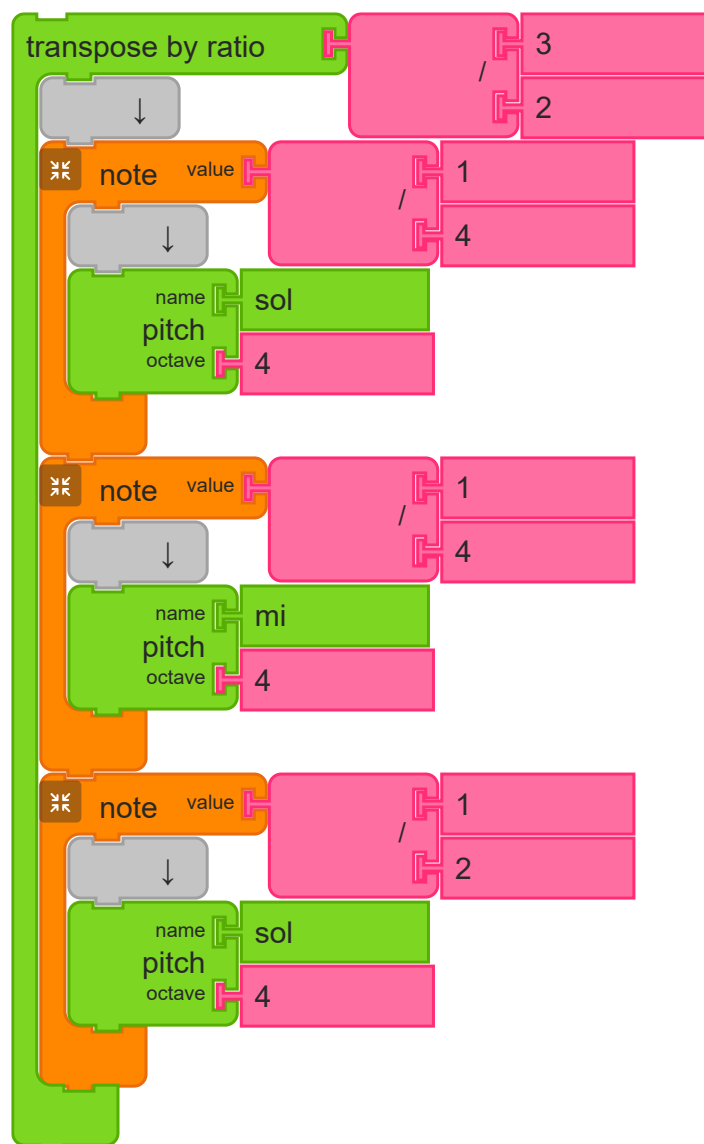 transpose by ratio / 3
2
↓
note value / 1
4
↓
name sol
pitch
octave 4
note value / 1
4
↓
name mi
pitch
octave 4
note value / 1
2
↓
name sol
pitch
octave 4